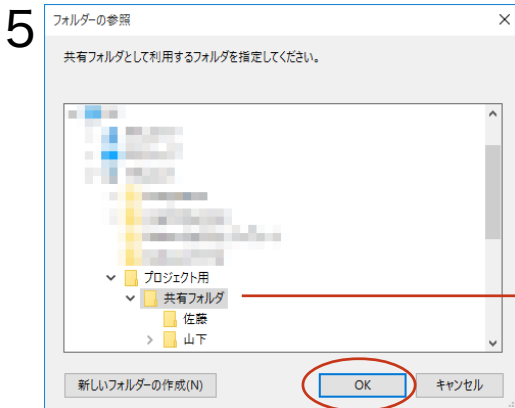 5
フォルダーの参照
共有フォルダとして利用するフォルダを指定してください。
プロジェクト用
共有フォルダ
佐藤
山下
新しいフォルダーの作成(N)
OK
キャンセル